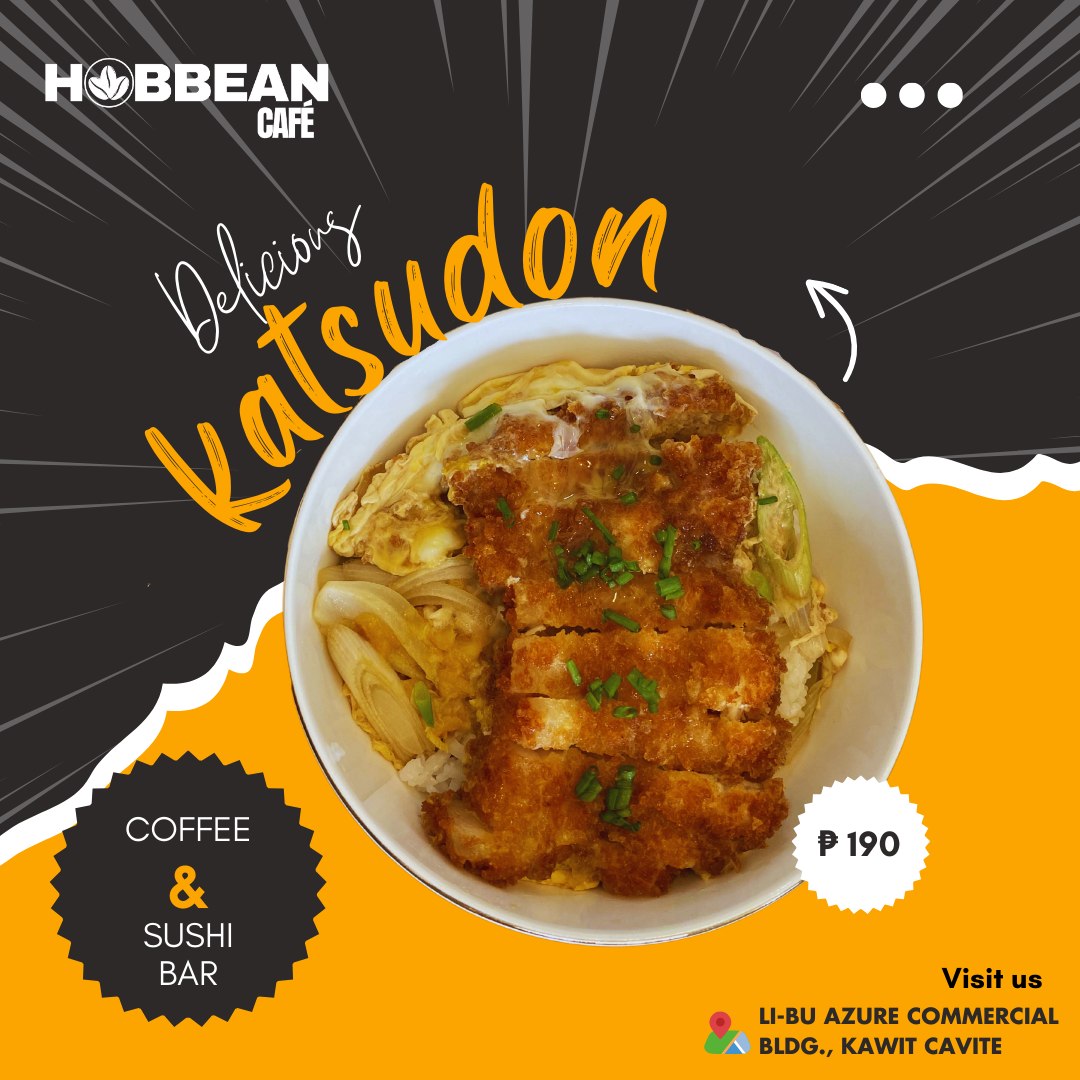 HOBBEAN
CAFÉ
Delicious
Katsudon
COFFEE
&
SUSHI
BAR
₱ 190
Visit us
LI-BU AZURE COMMERCIAL
BLDG., KAWIT CAVITE